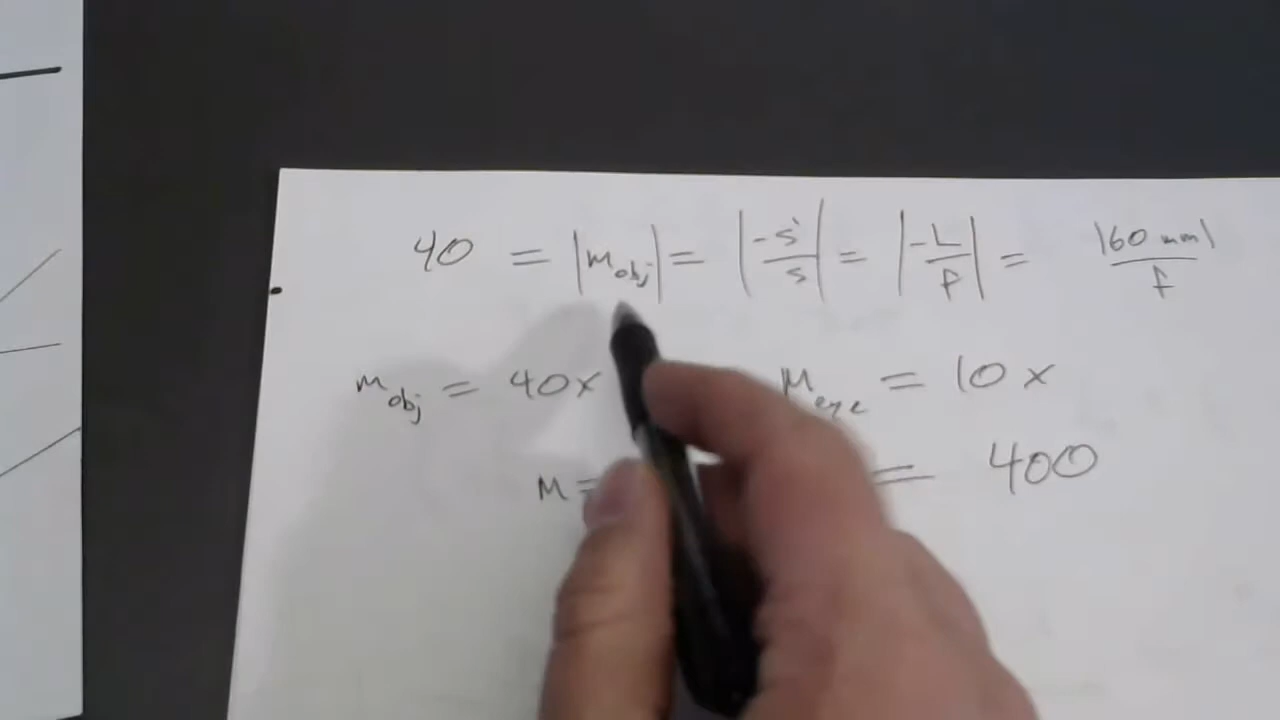 40 = |m_obj| = |-s'/s| = |-L/f| = 160 mm/f
m_obj = 40x M_eye = 10x
M = = 400